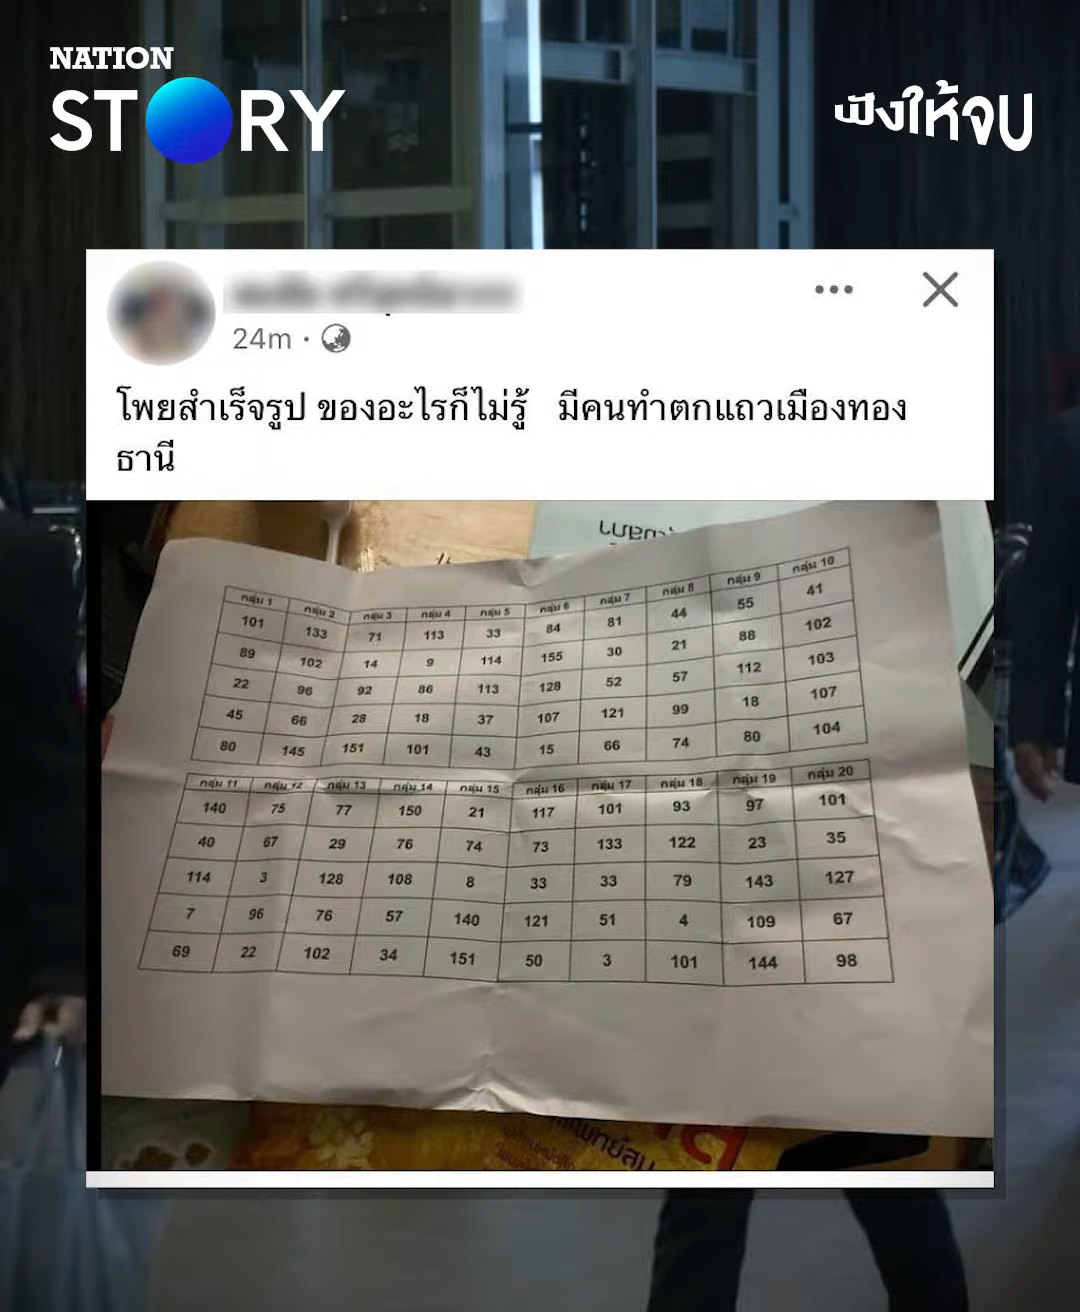 NATION
STORY
ฟังให้จบ
24m
โพยสำเร็จรูป ของอะไรก็ไม่รู้ มีคนทำตกแถวเมืองทอง
ธานี
กลุ่ม 1 กลุ่ม 2 กลุ่ม 3 กลุ่ม 4 กลุ่ม 5 กลุ่ม 6 กลุ่ม 7 กลุ่ม 8 กลุ่ม 9 กลุ่ม 10
101 133 71 113 33 84 81 44 55 41
89 102 14 9 114 155 30 21 88 102
22 96 92 86 113 128 52 57 112 103
45 66 28 18 37 107 121 99 18 107
80 145 151 101 43 15 66 74 80 104
กลุ่ม 11 กลุ่ม 12 กลุ่ม 13 กลุ่ม 14 กลุ่ม 15 กลุ่ม 16 กลุ่ม 17 กลุ่ม 18 กลุ่ม 19 กลุ่ม 20
140 75 77 150 21 117 101 93 97 101
40 67 29 76 74 73 133 122 23 35
114 3 128 108 8 33 33 79 143 127
7 96 76 57 140 121 51 4 109 67
69 22 102 34 151 50 3 101 144 98